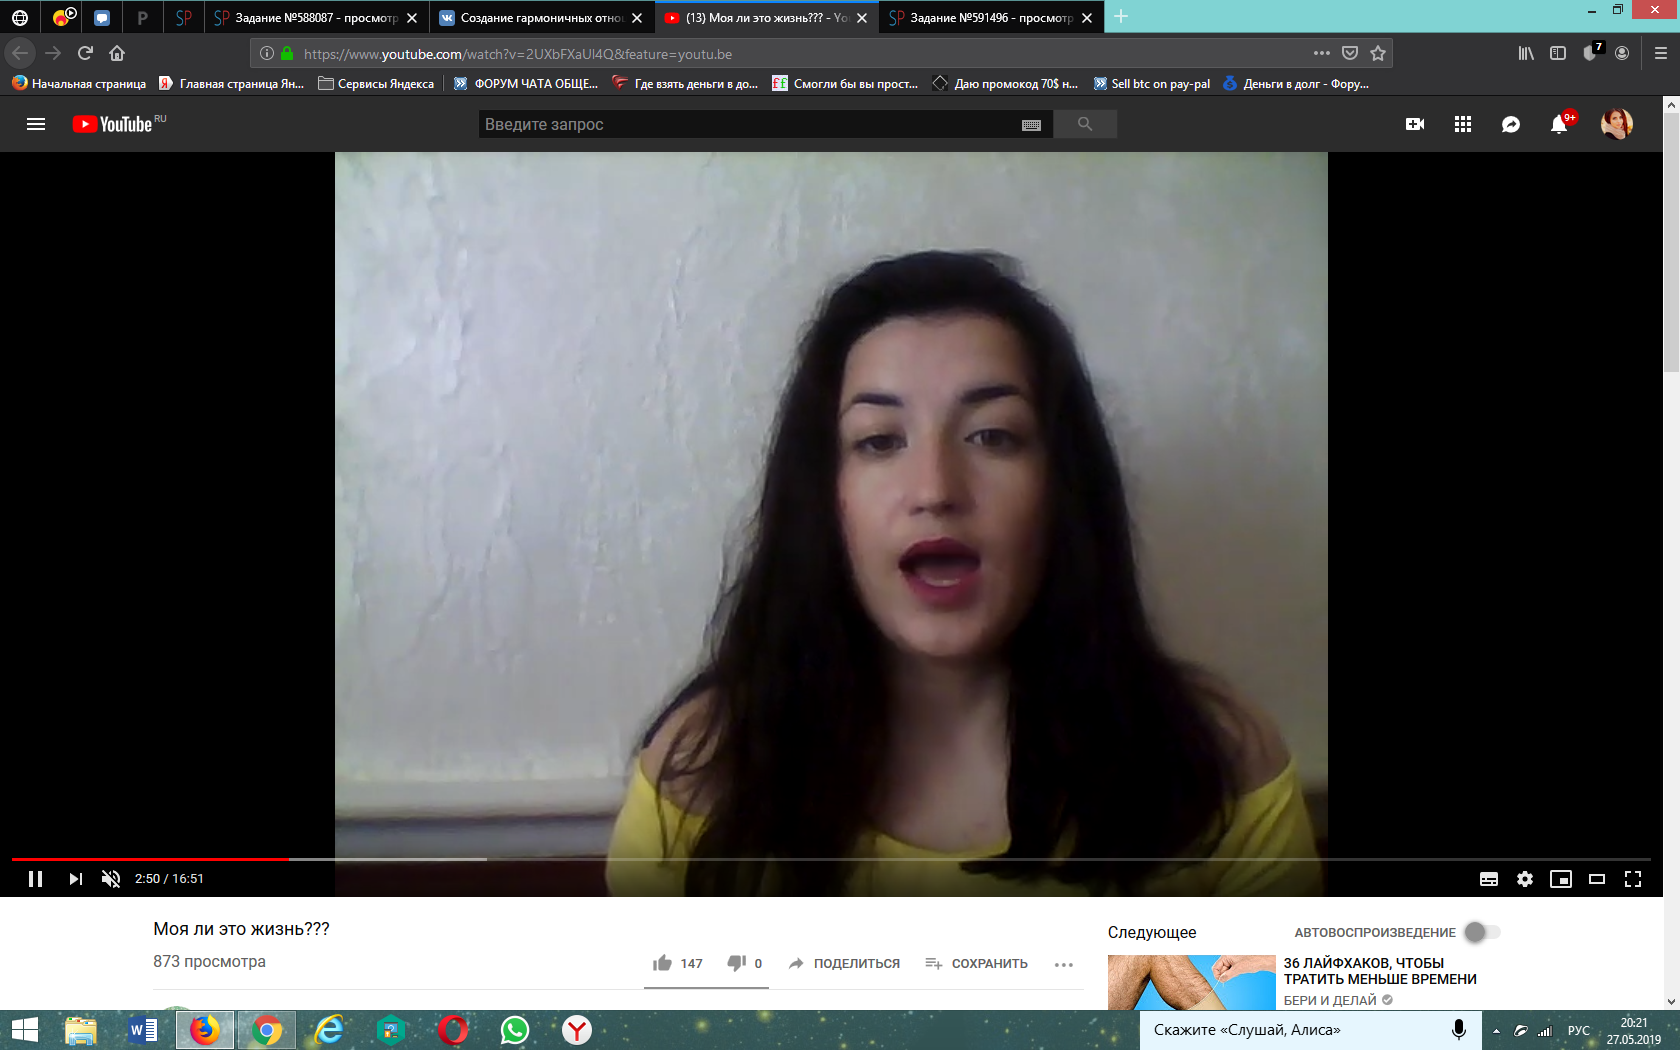 Задание №588087 - просмотр
Создание гармоничных отнош
(13) Моя ли это жизнь??? - Yo
Задание №591496 - просмотр
https://www.youtube.com/watch?v=2UXbFXaUl4Q&feature=youtu.be
7
Начальная страница
Главная страница Ян...
Сервисы Яндекса
ФОРУМ ЧАТА ОБЩЕ...
Где взять деньги в до...
Смогли бы вы прост...
Даю промокод 70$ н...
Sell btc on pay-pal
Деньги в долг - Фору...
YouTube RU
Введите запрос
9+
2:50 / 16:51
Моя ли это жизнь???
873 просмотра
147
0
ПОДЕЛИТЬСЯ
СОХРАНИТЬ
Следующее
АВТОВОСПРОИЗВЕДЕНИЕ
36 ЛАЙФХАКОВ, ЧТОБЫ
ТРАТИТЬ МЕНЬШЕ ВРЕМЕНИ
БЕРИ И ДЕЛАЙ
Скажите «Слушай, Алиса»
РУС
20:21
27.05.2019